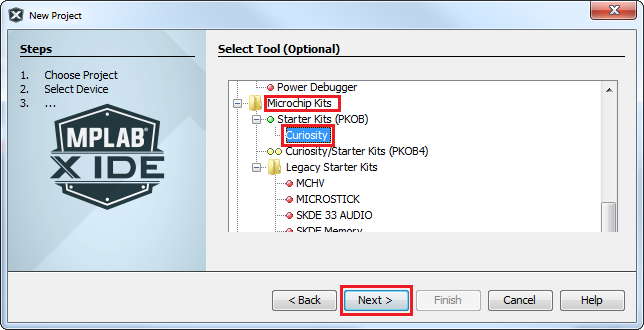 New Project
Steps
1. Choose Project
2. Select Device
3. ...
MPLAB®
X IDE
Select Tool (Optional)
Power Debugger
Microchip Kits
Starter Kits (PKOB)
Curiosity
Curiosity/Starter Kits (PKOB4)
Legacy Starter Kits
MCHV
MICROSTICK
SKDE 33 AUDIO
SKDE Memory
< Back
Next >
Finish
Cancel
Help